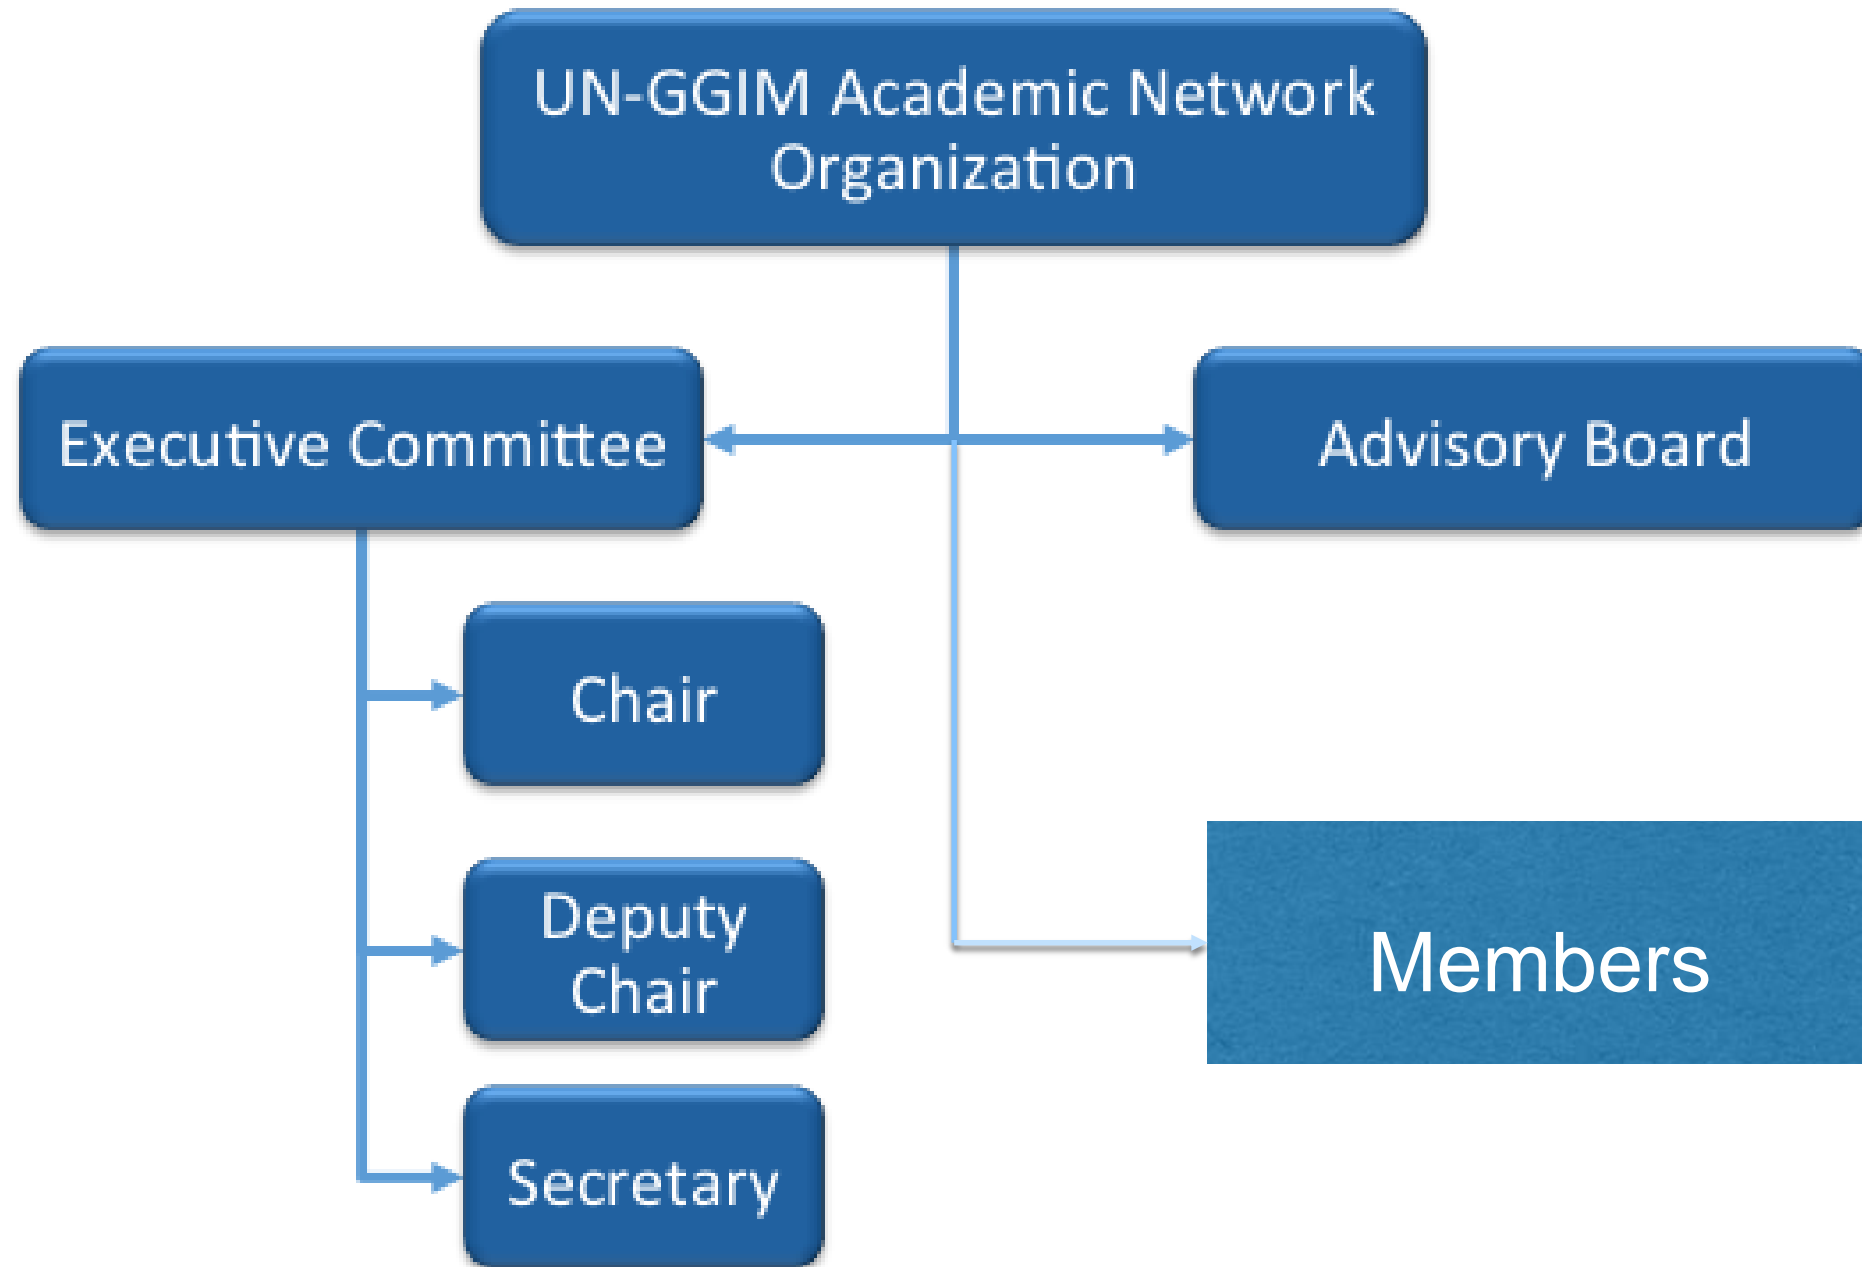 UN-GGIM Academic Network
Organization
Executive Committee
Advisory Board
Chair
Deputy
Chair
Members
Secretary